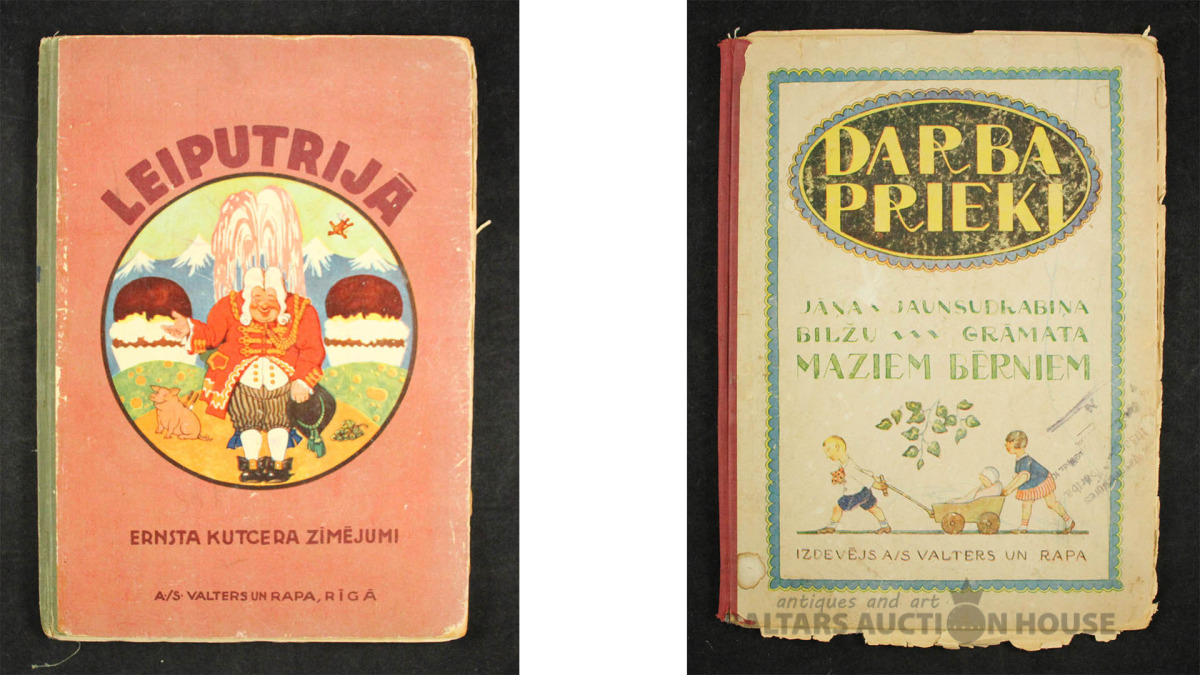 LEIPUTRIJĀ
ERNSTA KUTCERA ZĪMĒJUMI
A./S. VALTERS UN RAPA, RĪGĀ
DARBA
PRIEKI
JĀŅA JAUNSUDRABIŅA
BILŽU GRĀMATA
MAZIEM BĒRNIEM
IZDEVĒJS A/S VALTERS UN RAPA
antiques and art
BALTARS AUCTION HOUSE